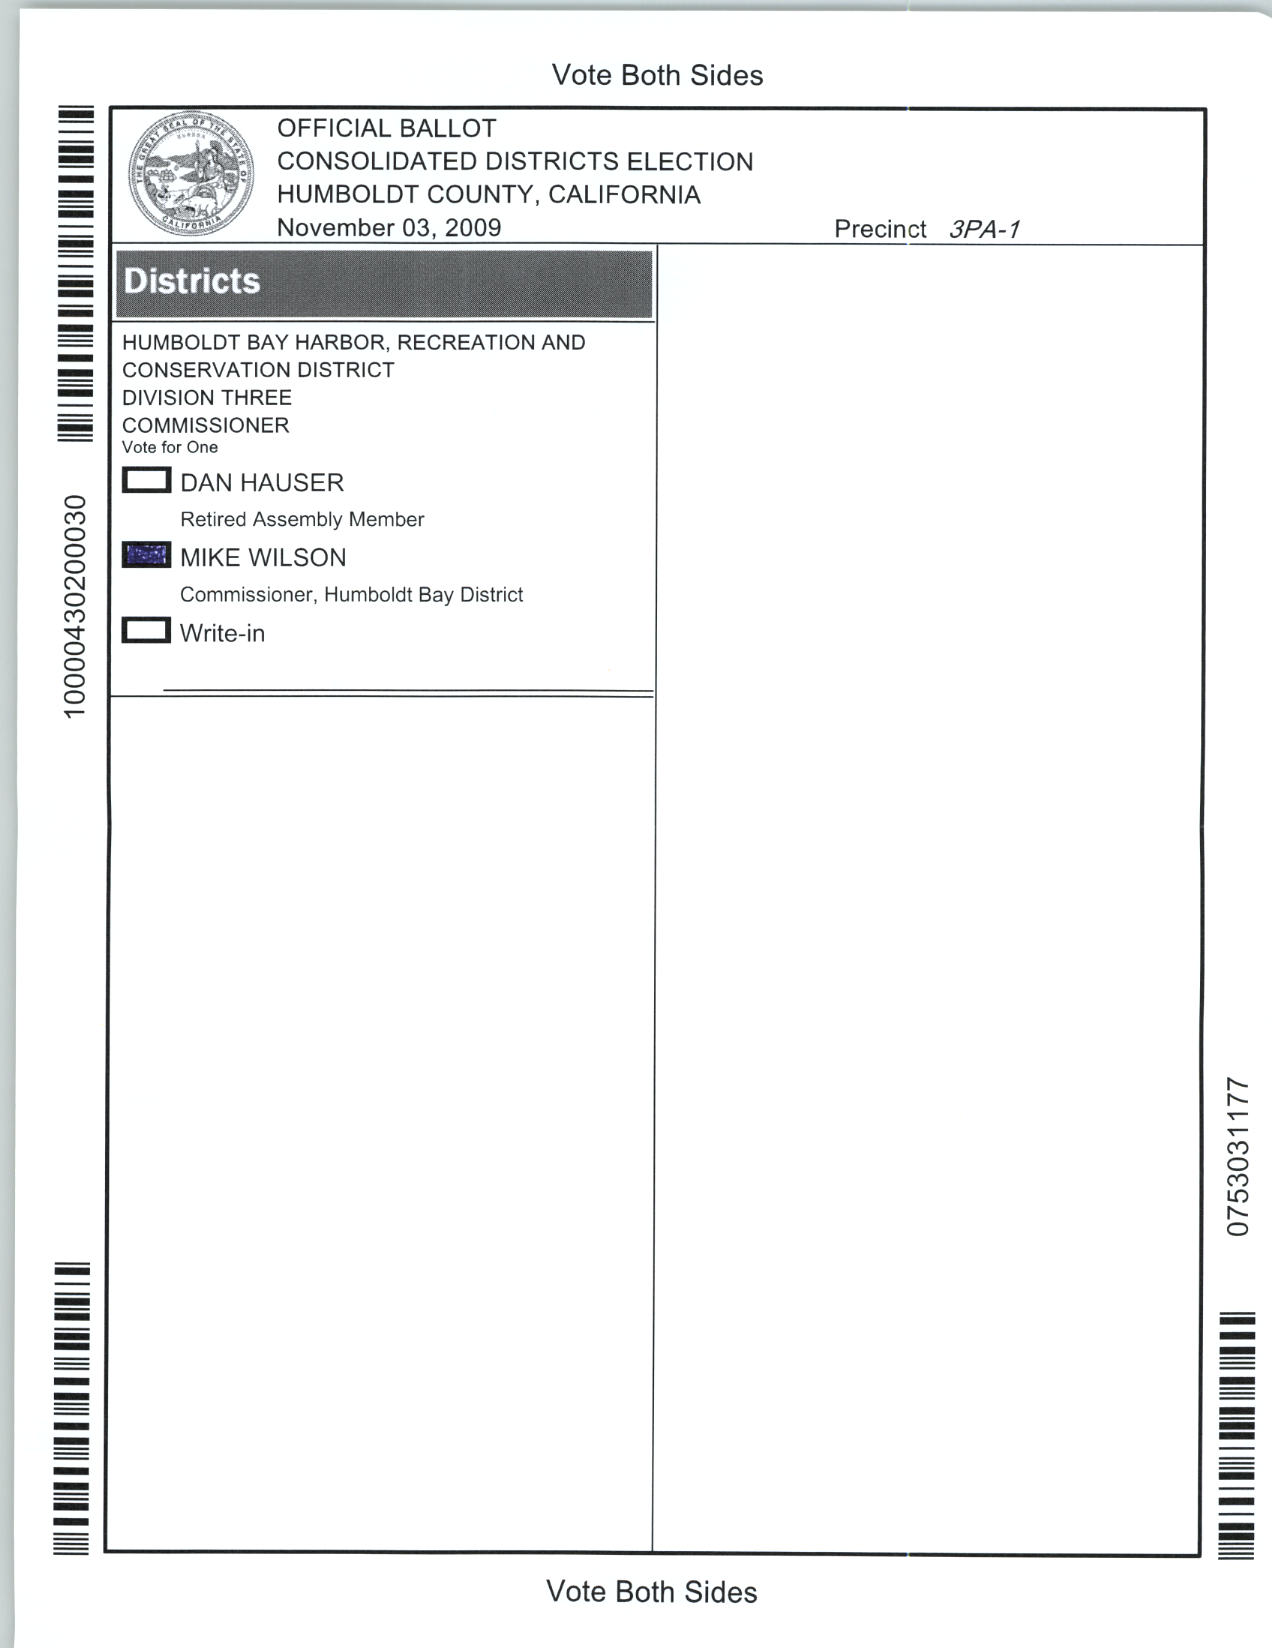 Vote Both Sides
OFFICIAL BALLOT
CONSOLIDATED DISTRICTS ELECTION
HUMBOLDT COUNTY, CALIFORNIA
November 03, 2009
Precinct 3PA-1
THE GREAT SEAL OF THE STATE OF CALIFORNIA
EUREKA
Districts
HUMBOLDT BAY HARBOR, RECREATION AND
CONSERVATION DISTRICT
DIVISION THREE
COMMISSIONER
Vote for One
DAN HAUSER
Retired Assembly Member
MIKE WILSON
Commissioner, Humboldt Bay District
Write-in
10000430200030
0753031177
Vote Both Sides